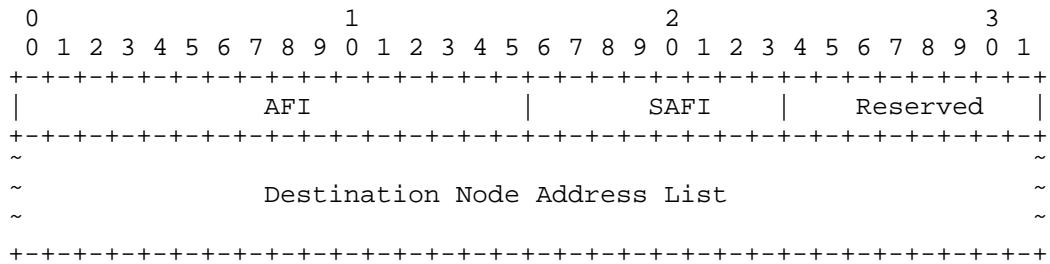 0                   1                   2                   3
 0 1 2 3 4 5 6 7 8 9 0 1 2 3 4 5 6 7 8 9 0 1 2 3 4 5 6 7 8 9 0 1
+-+-+-+-+-+-+-+-+-+-+-+-+-+-+-+-+-+-+-+-+-+-+-+-+-+-+-+-+-+-+-+-+
|               AFI             |       SAFI    |    Reserved   |
+-+-+-+-+-+-+-+-+-+-+-+-+-+-+-+-+-+-+-+-+-+-+-+-+-+-+-+-+-+-+-+-+
~                                                               ~
~               Destination Node Address List                   ~
~                                                               ~
+-+-+-+-+-+-+-+-+-+-+-+-+-+-+-+-+-+-+-+-+-+-+-+-+-+-+-+-+-+-+-+-+